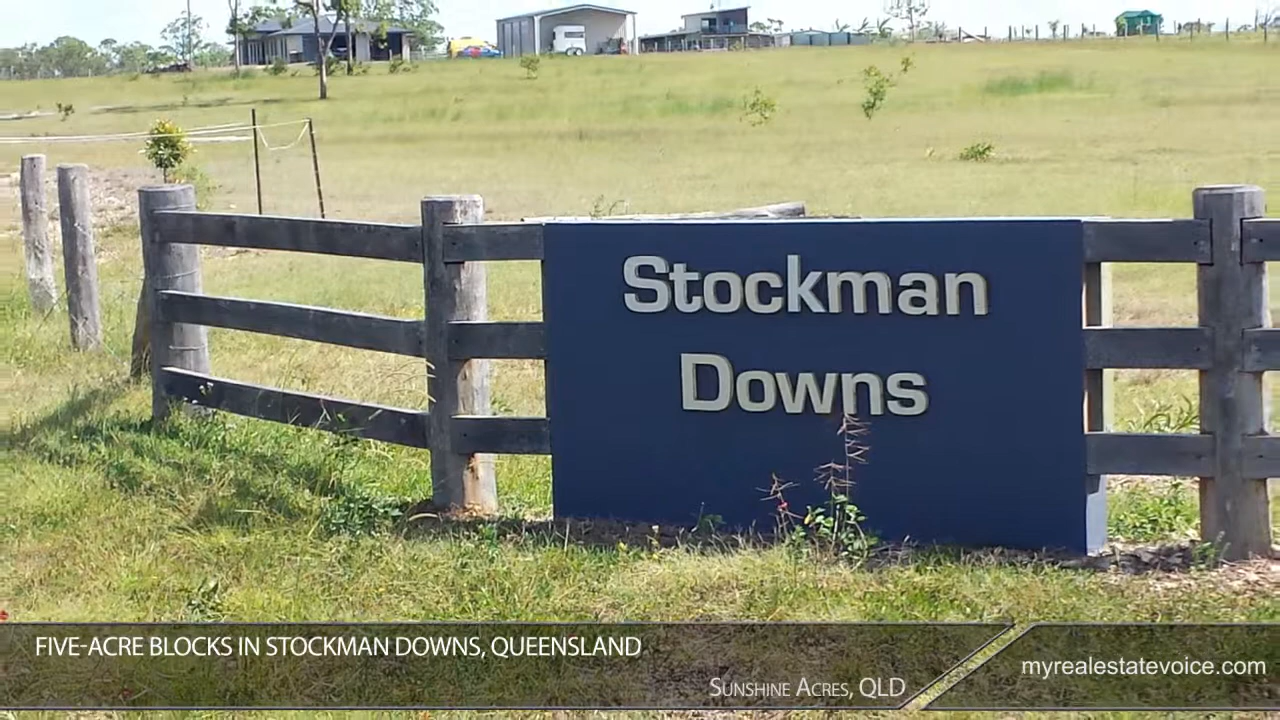 Stockman
Downs
FIVE-ACRE BLOCKS IN STOCKMAN DOWNS, QUEENSLAND
SUNSHINE ACRES, QLD
myrealestatevoice.com